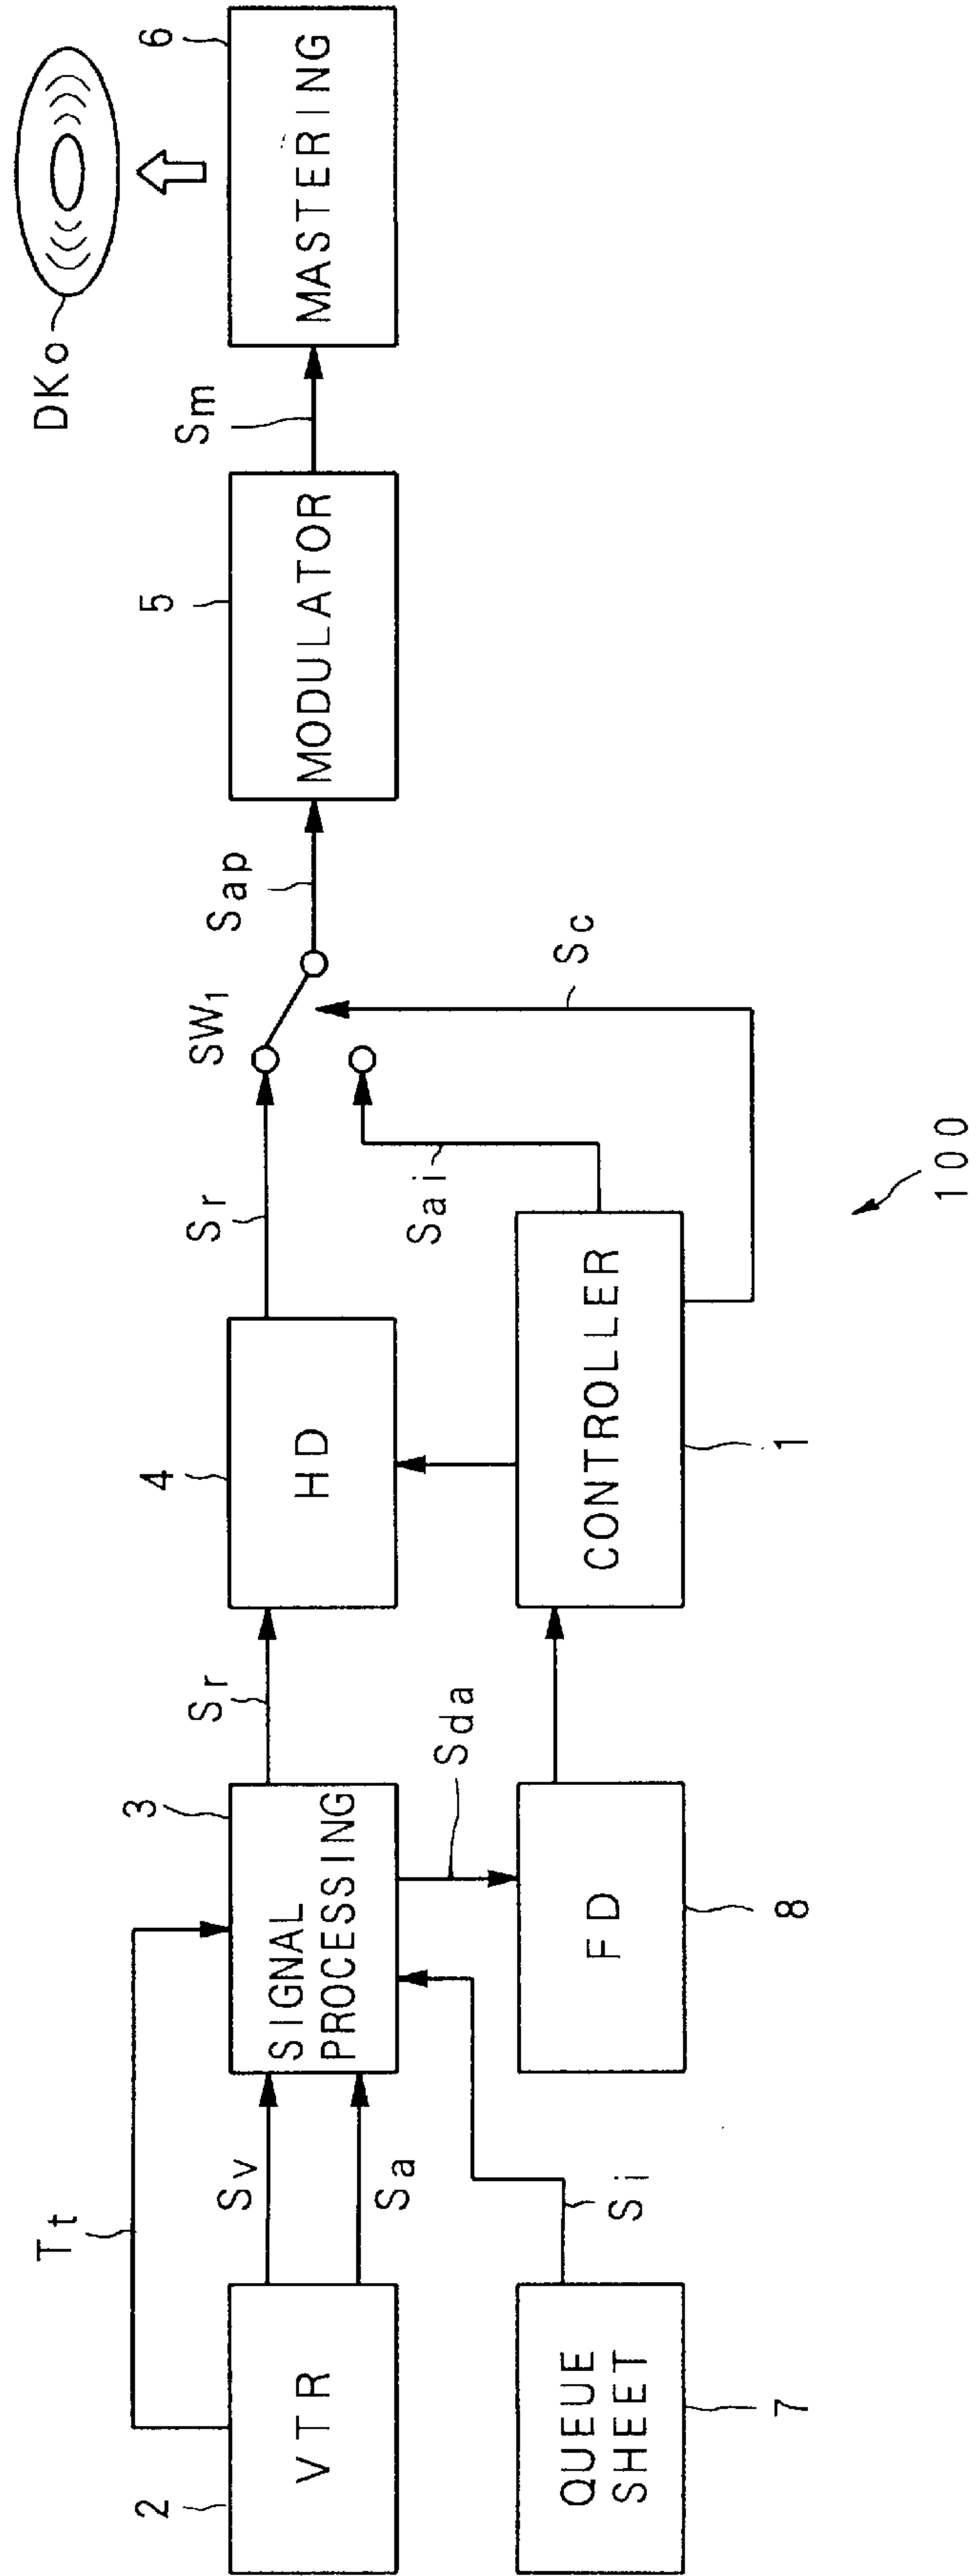 DKo
6
MASTERING
Sm
5
MODULATOR
Sap
SW1
Sc
Sr
Sai
4
HD
CONTROLLER
1
100
Sr
3
SIGNAL
PROCESSING
Sda
FD
8
Tt
Sv
Sa
Si
2
VTR
QUEUE
SHEET
7